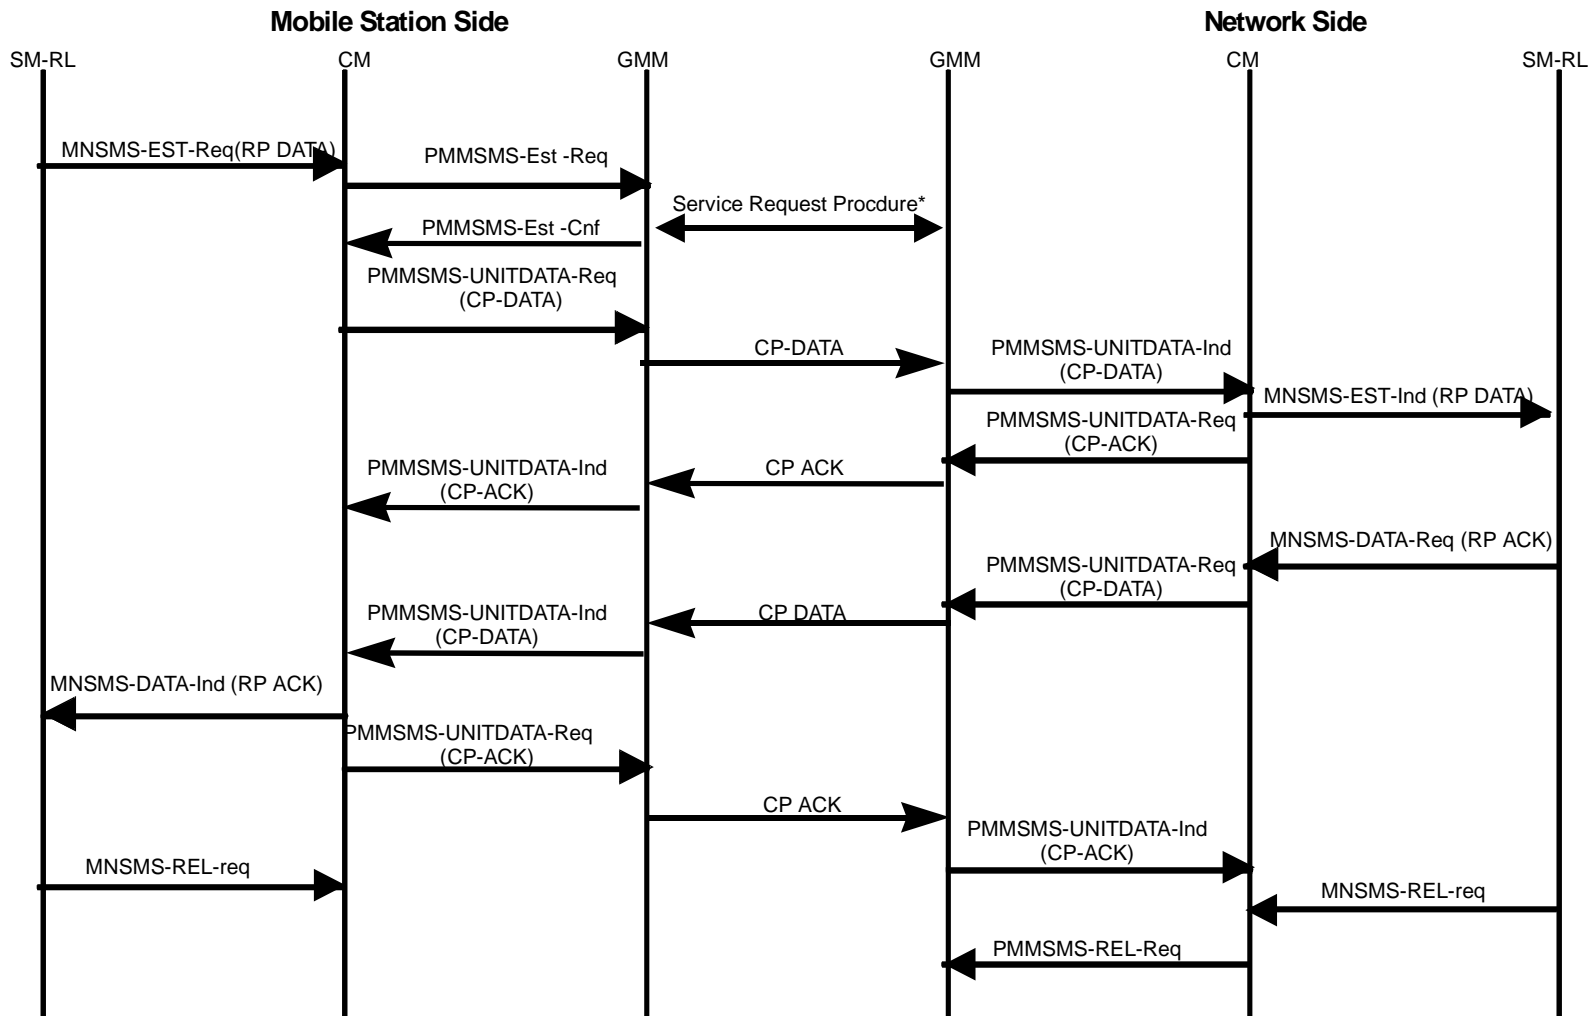 Mobile Station Side
Network Side
SM-RL
CM
GMM
GMM
CM
SM-RL
MNSMS-EST-Req(RP DATA)
PMMSMS-Est -Req
Service Request Procdure*
PMMSMS-Est -Cnf
PMMSMS-UNITDATA-Req
(CP-DATA)
CP-DATA
PMMSMS-UNITDATA-Ind
(CP-DATA)
MNSMS-EST-Ind (RP DATA)
PMMSMS-UNITDATA-Req
(CP-ACK)
CP ACK
PMMSMS-UNITDATA-Ind
(CP-ACK)
MNSMS-DATA-Req (RP ACK)
PMMSMS-UNITDATA-Req
(CP-DATA)
CP DATA
PMMSMS-UNITDATA-Ind
(CP-DATA)
MNSMS-DATA-Ind (RP ACK)
PMMSMS-UNITDATA-Req
(CP-ACK)
CP ACK
PMMSMS-UNITDATA-Ind
(CP-ACK)
MNSMS-REL-req
MNSMS-REL-req
PMMSMS-REL-Req